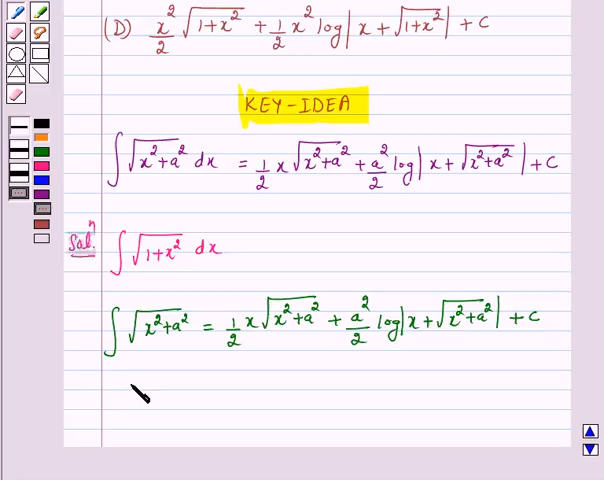 (D) x²/2 √(1+x²) + 1/2 x² log|x + √(1+x²)| + C
KEY-IDEA
∫ √(x²+a²) dx = 1/2 x √(x²+a²) + a²/2 log|x + √(x²+a²)| + C
Solⁿ. ∫ √(1+x²) dx
∫ √(x²+a²) = 1/2 x √(x²+a²) + a²/2 log|x + √(x²+a²)| + C